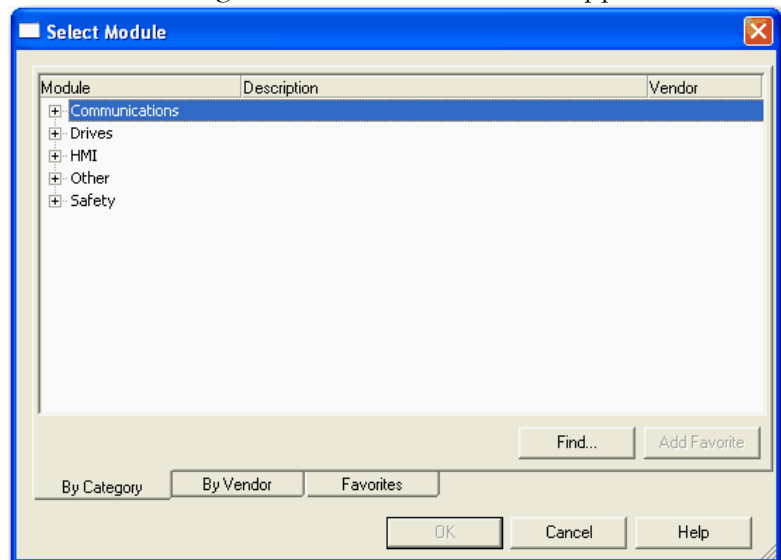 Select Module
Module Description Vendor
Communications
Drives
HMI
Other
Safety
Find... Add Favorite
By Category By Vendor Favorites
OK Cancel Help